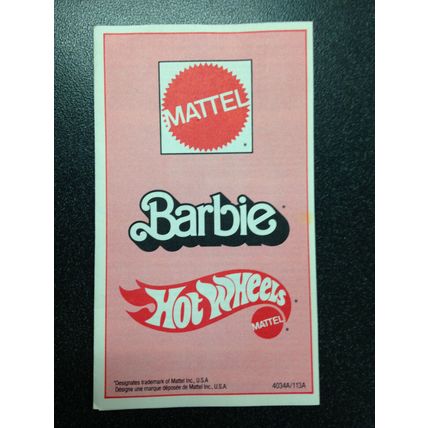 MATTEL
Barbie*
HOT WHEELS*
MATTEL
*Designates trademark of Mattel Inc., U.S.A
Désigne une marque déposée de Mattel Inc., U.S.A.
4034A/113A